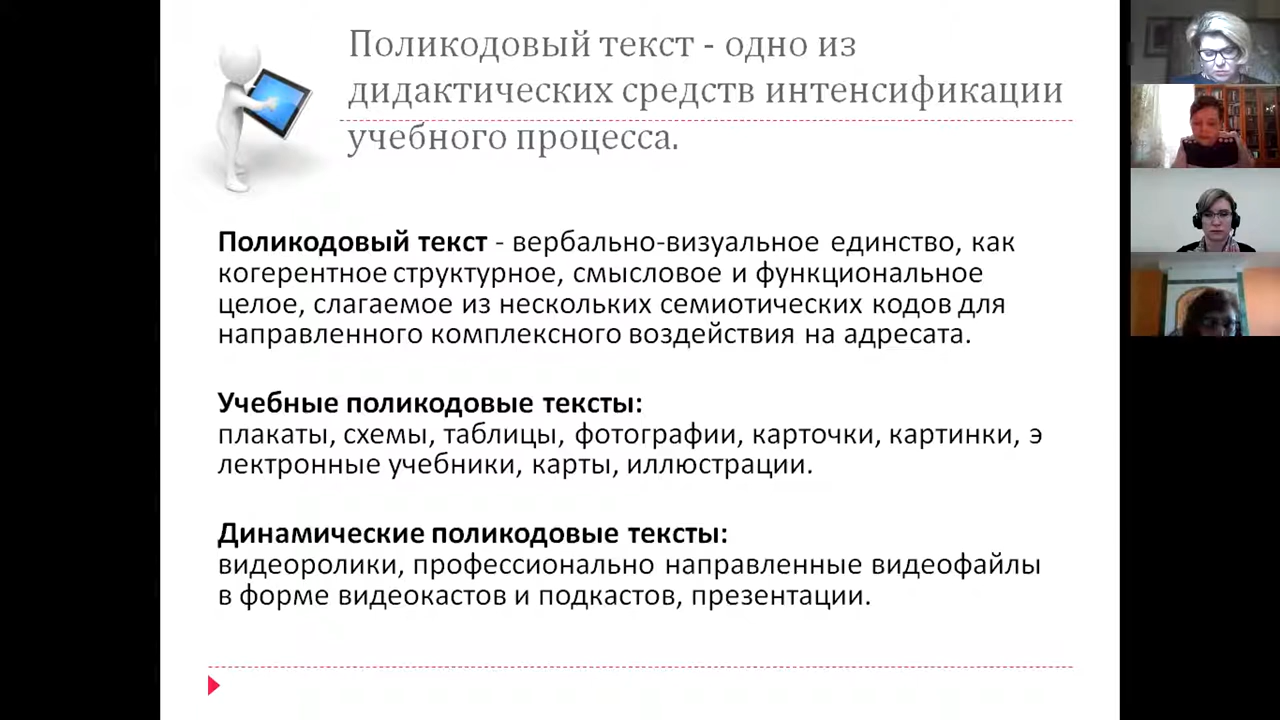 Поликодовый текст - одно из
дидактических средств интенсификации
учебного процесса.
Поликодовый текст - вербально-визуальное единство, как
когерентное структурное, смысловое и функциональное
целое, слагаемое из нескольких семиотических кодов для
направленного комплексного воздействия на адресата.
Учебные поликодовые тексты:
плакаты, схемы, таблицы, фотографии, карточки, картинки, э
лектронные учебники, карты, иллюстрации.
Динамические поликодовые тексты:
видеоролики, профессионально направленные видеофайлы
в форме видеокастов и подкастов, презентации.